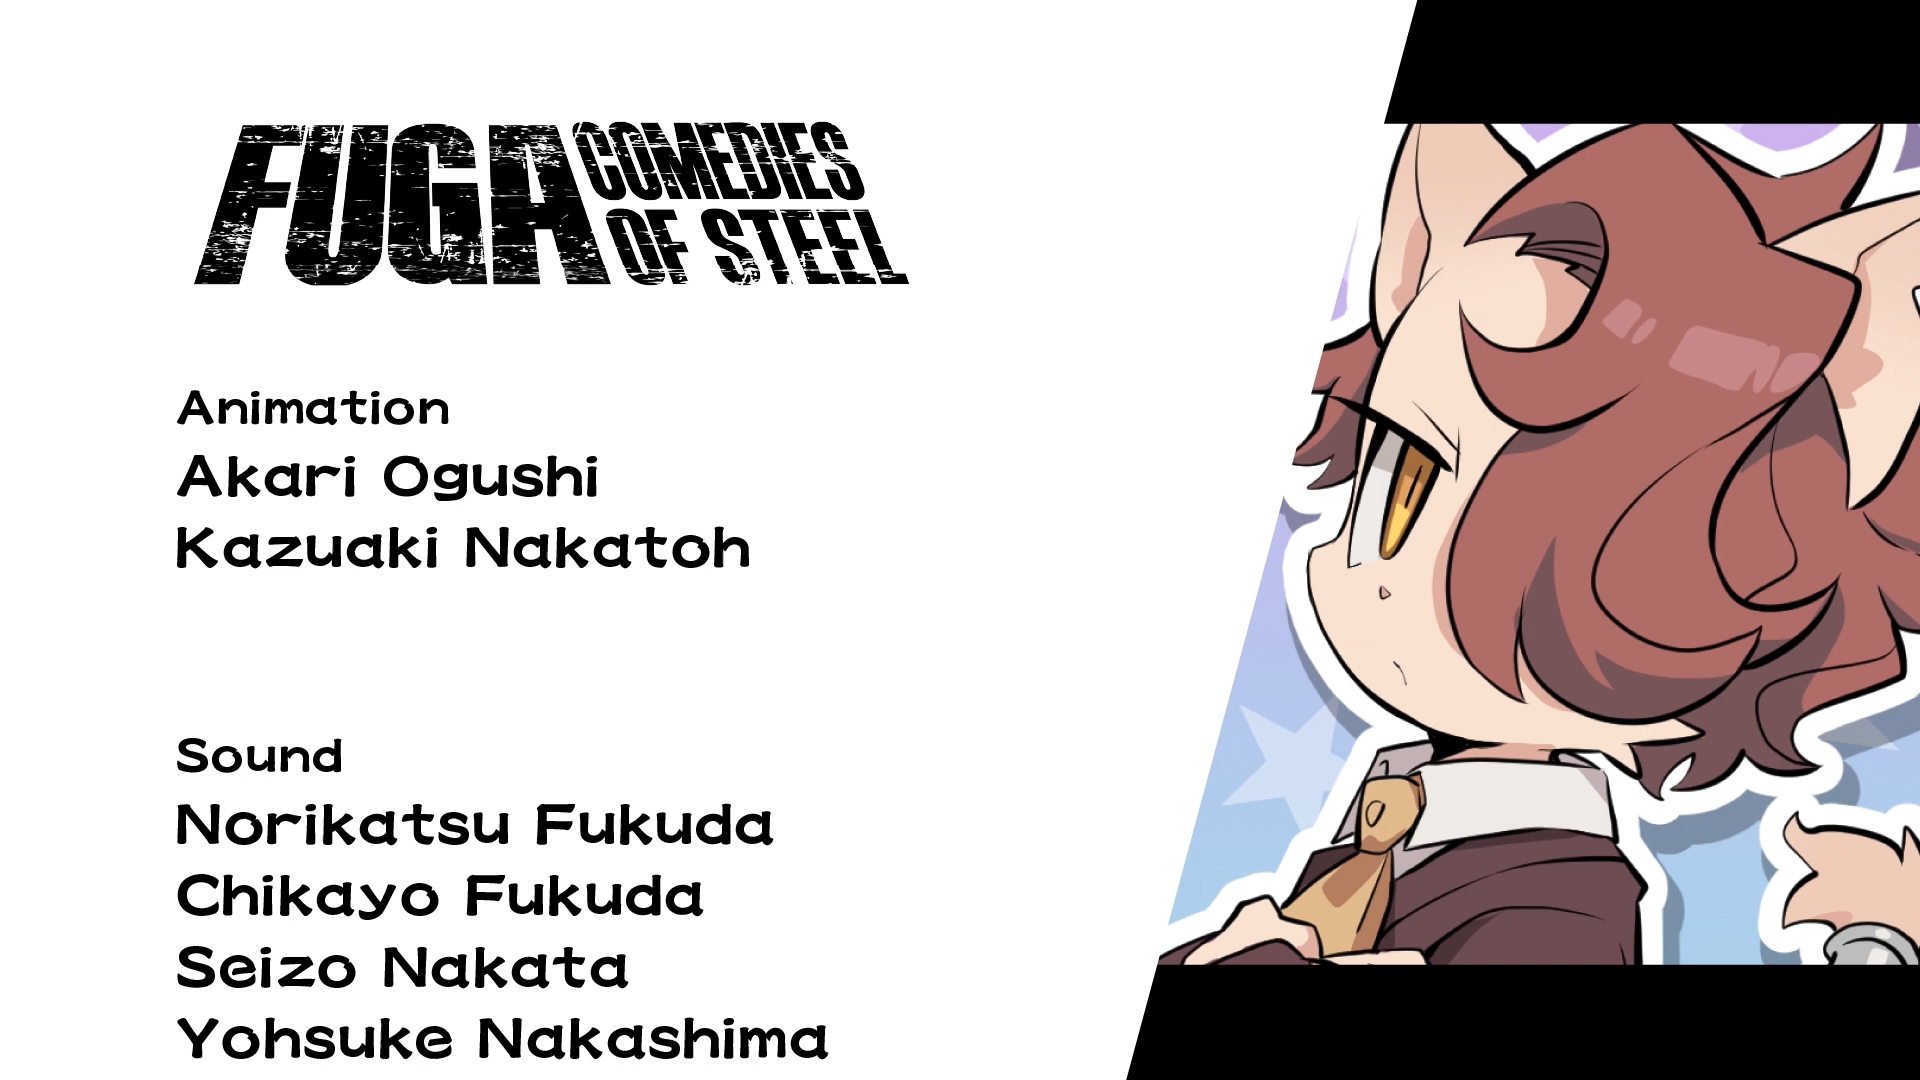 FUGA COMEDIES
OF STEEL
Animation
Akari Ogushi
Kazuaki Nakatoh
Sound
Norikatsu Fukuda
Chikayo Fukuda
Seizo Nakata
Yohsuke Nakashima